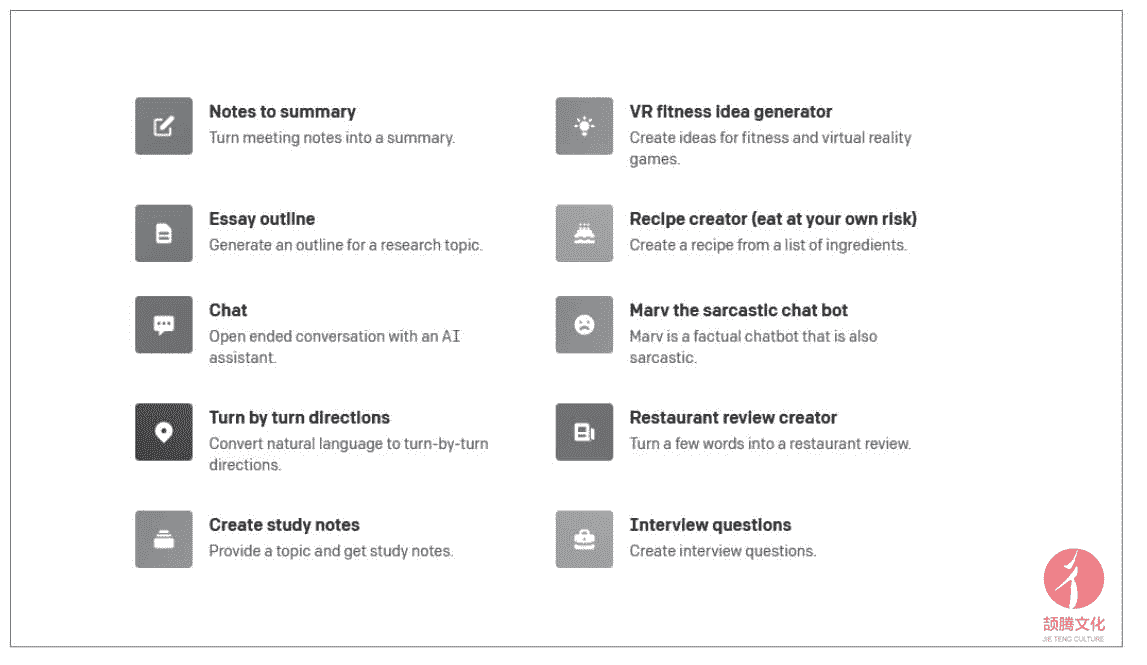 Notes to summary
Turn meeting notes into a summary.
VR fitness idea generator
Create ideas for fitness and virtual reality
games.
Essay outline
Generate an outline for a research topic.
Recipe creator (eat at your own risk)
Create a recipe from a list of ingredients.
Chat
Open ended conversation with an AI
assistant.
Marv the sarcastic chat bot
Marv is a factual chatbot that is also
sarcastic.
Turn by turn directions
Convert natural language to turn-by-turn
directions.
Restaurant review creator
Turn a few words into a restaurant review.
Create study notes
Provide a topic and get study notes.
Interview questions
Create interview questions.
颉腾文化
JIE TENG CULTURE